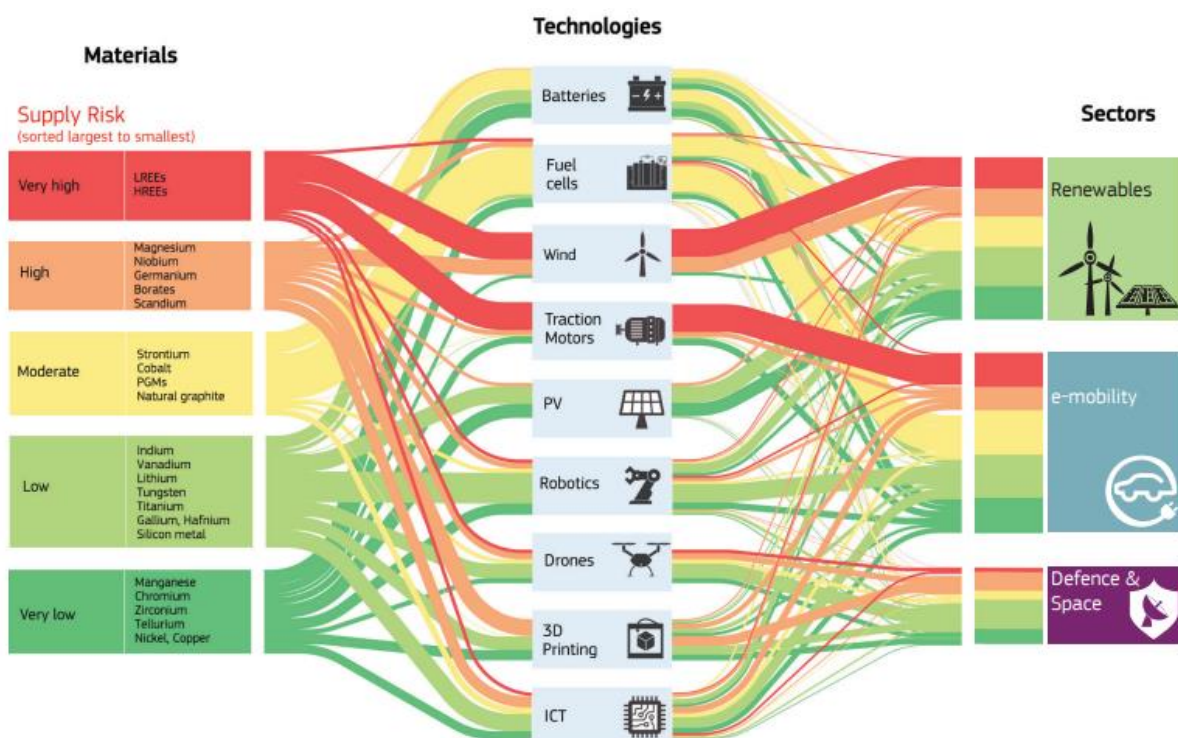 Technologies
Materials
Sectors
Supply Risk
(sorted largest to smallest)
Very high
LREEs
HREEs
High
Magnesium
Niobium
Germanium
Borates
Scandium
Moderate
Strontium
Cobalt
PGMs
Natural graphite
Low
Indium
Vanadium
Lithium
Tungsten
Titanium
Gallium, Hafnium
Silicon metal
Very low
Manganese
Chromium
Zirconium
Tellurium
Nickel, Copper
Batteries
Fuel
cells
Wind
Traction
Motors
PV
Robotics
Drones
3D
Printing
ICT
Renewables
e-mobility
Defence &
Space